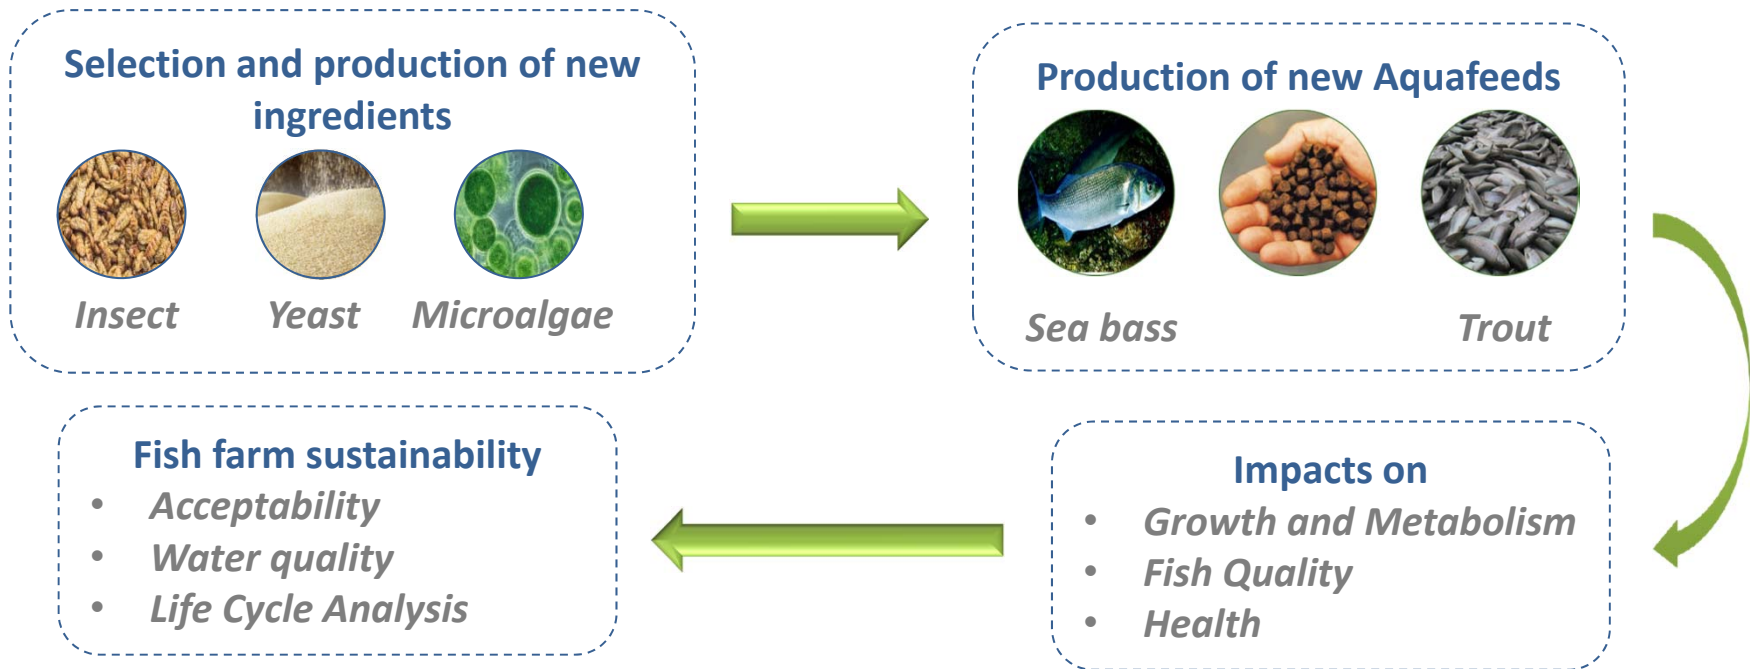 Selection and production of new
ingredients
Insect
Yeast
Microalgae
Production of new Aquafeeds
Sea bass
Trout
Impacts on
• Growth and Metabolism
• Fish Quality
• Health
Fish farm sustainability
• Acceptability
• Water quality
• Life Cycle Analysis